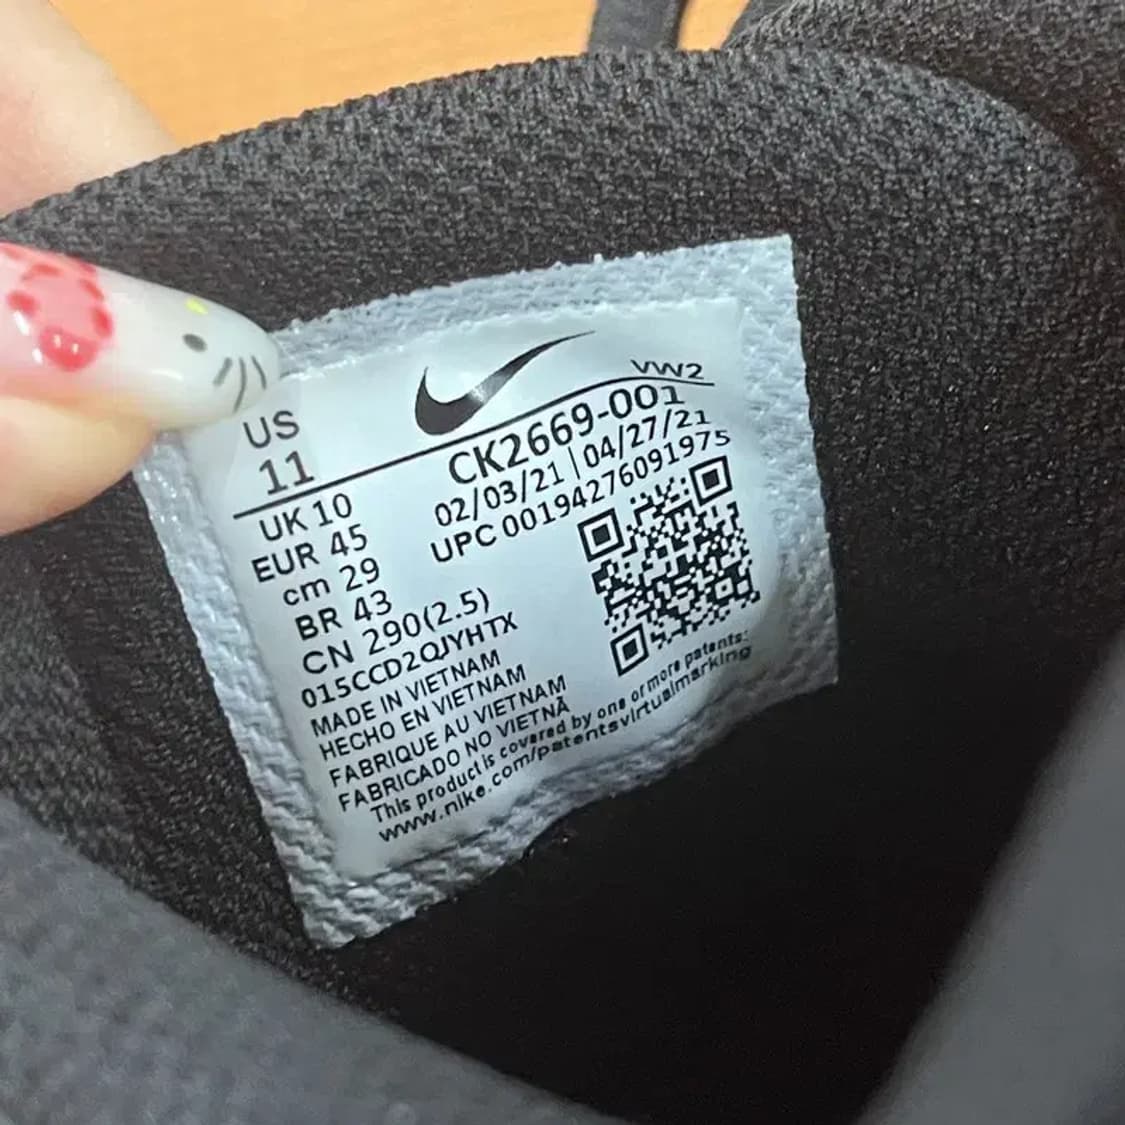 VW2
US
11
CK2669-001
02/03/21 | 04/27/21
UPC 00194276091975
UK 10
EUR 45
cm 29
BR 43
CN 290(2.5)
015CCD2QJYHTX
MADE IN VIETNAM
HECHO EN VIETNAM
FABRIQUE AU VIETNAM
FABRICADO NO VIETNÃ
This product is covered by one or more patents:
www.nike.com/patentsvirtualmarking